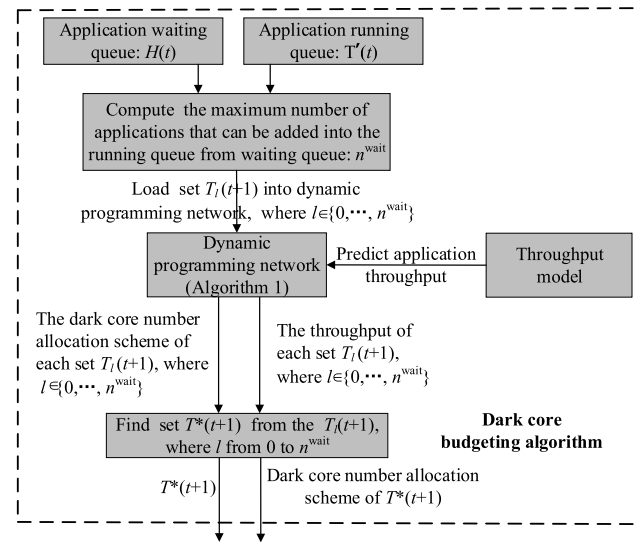 Application waiting
queue: H(t)
Application running
queue: T′(t)
Compute the maximum number of
applications that can be added into the
running queue from waiting queue: n^wait
Load set T_l(t+1) into dynamic
programming network, where l∈{0,⋯, n^wait}
Dynamic
programming network
(Algorithm 1)
Predict application
throughput
Throughput
model
The dark core number
allocation scheme of
each set T_l(t+1), where
l∈{0,⋯, n^wait}
The throughput of
each set T_l(t+1),
where l∈{0,⋯, n^wait}
Find set T*(t+1) from the T_l(t+1),
where l from 0 to n^wait
Dark core
budgeting algorithm
T*(t+1)
Dark core number allocation
scheme of T*(t+1)